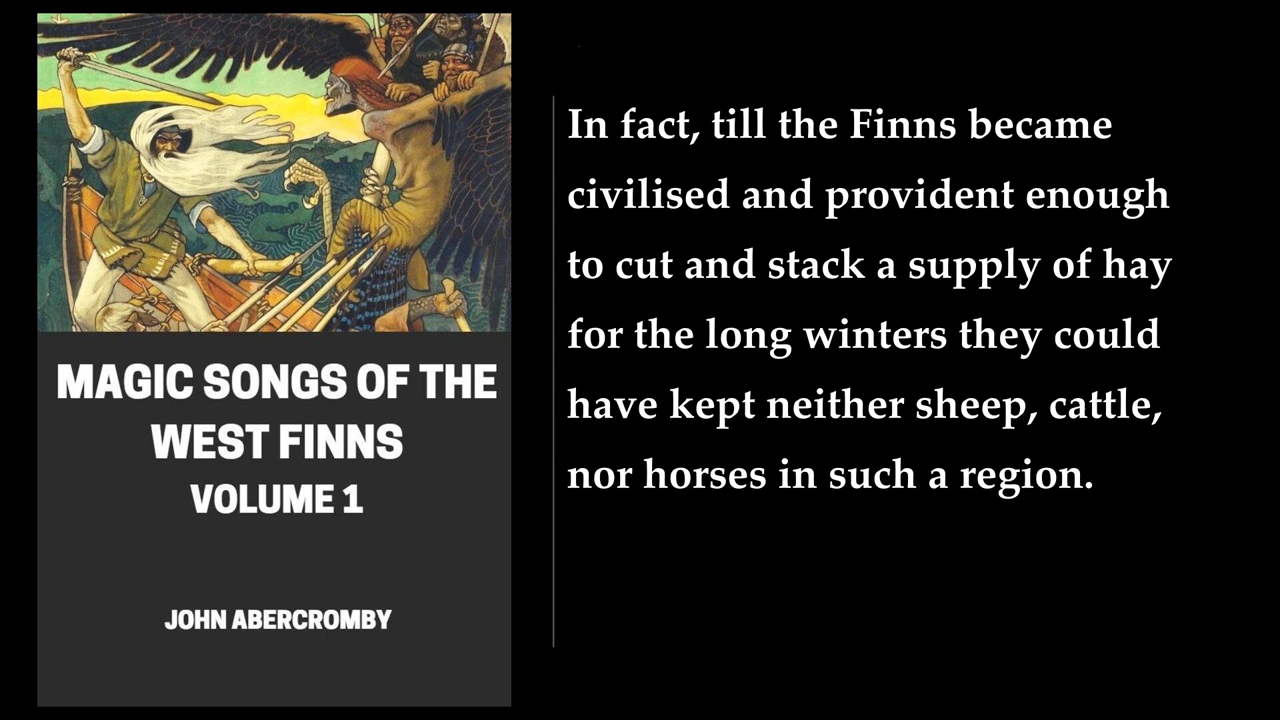 MAGIC SONGS OF THE
WEST FINNS
VOLUME 1
JOHN ABERCROMBY
In fact, till the Finns became
civilised and provident enough
to cut and stack a supply of hay
for the long winters they could
have kept neither sheep, cattle,
nor horses in such a region.